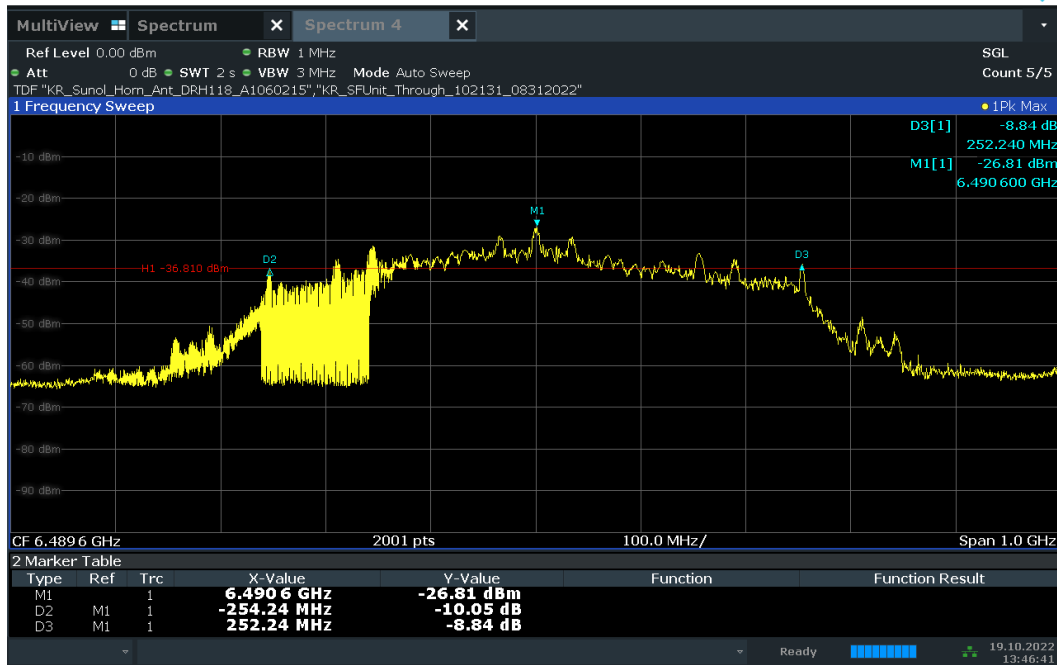 MultiView Spectrum X Spectrum 4 X
Ref Level 0.00 dBm RBW 1 MHz SGL
Att 0 dB SWT 2 s VBW 3 MHz Mode Auto Sweep Count 5/5
TDF "KR_Sunol_Horn_Ant_DRH118_A1060215","KR_SFUnit_Through_102131_08312022"
1 Frequency Sweep 1Pk Max
D3[1] -8.84 dB
252.240 MHz
M1[1] -26.81 dBm
6.490 600 GHz
-10 dBm
-20 dBm
M1
-30 dBm
D2
D3
H1 -36.810 dBm
-40 dBm
-50 dBm
-60 dBm
-70 dBm
-80 dBm
-90 dBm
CF 6.489 6 GHz 2001 pts 100.0 MHz/ Span 1.0 GHz
2 Marker Table
Type Ref Trc X-Value Y-Value Function Function Result
M1 1 6.490 6 GHz -26.81 dBm
D2 M1 1 -254.24 MHz -10.05 dB
D3 M1 1 252.24 MHz -8.84 dB
Ready 19.10.2022
13:46:41